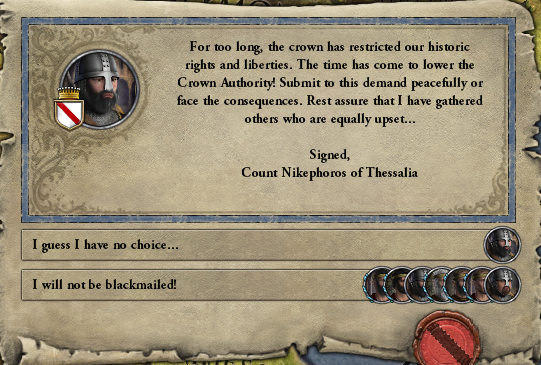 For too long, the crown has restricted our historic
rights and liberties. The time has come to lower the
Crown Authority! Submit to this demand peacefully or
face the consequences. Rest assure that I have gathered
others who are equally upset...
Signed,
Count Nikephoros of Thessalia
I guess I have no choice...
I will not be blackmailed!